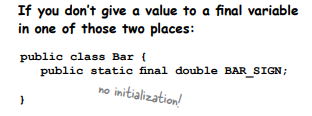 If you don't give a value to a final variable
in one of those two places:
public class Bar {
public static final double BAR_SIGN;
no initialization!
}